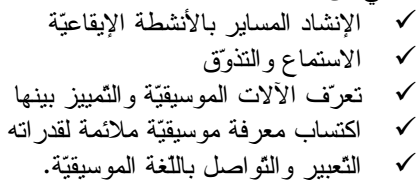 ✓ الإنشاد المساير بالأنشطة الإيقاعيّة
✓ الاستماع والتذوّق
✓ تعرّف الآلات الموسيقيّة والتّمييز بينها
✓ اكتساب معرفة موسيقيّة ملائمة لقدراته
✓ التّعبير والتّواصل باللّغة الموسيقيّة.